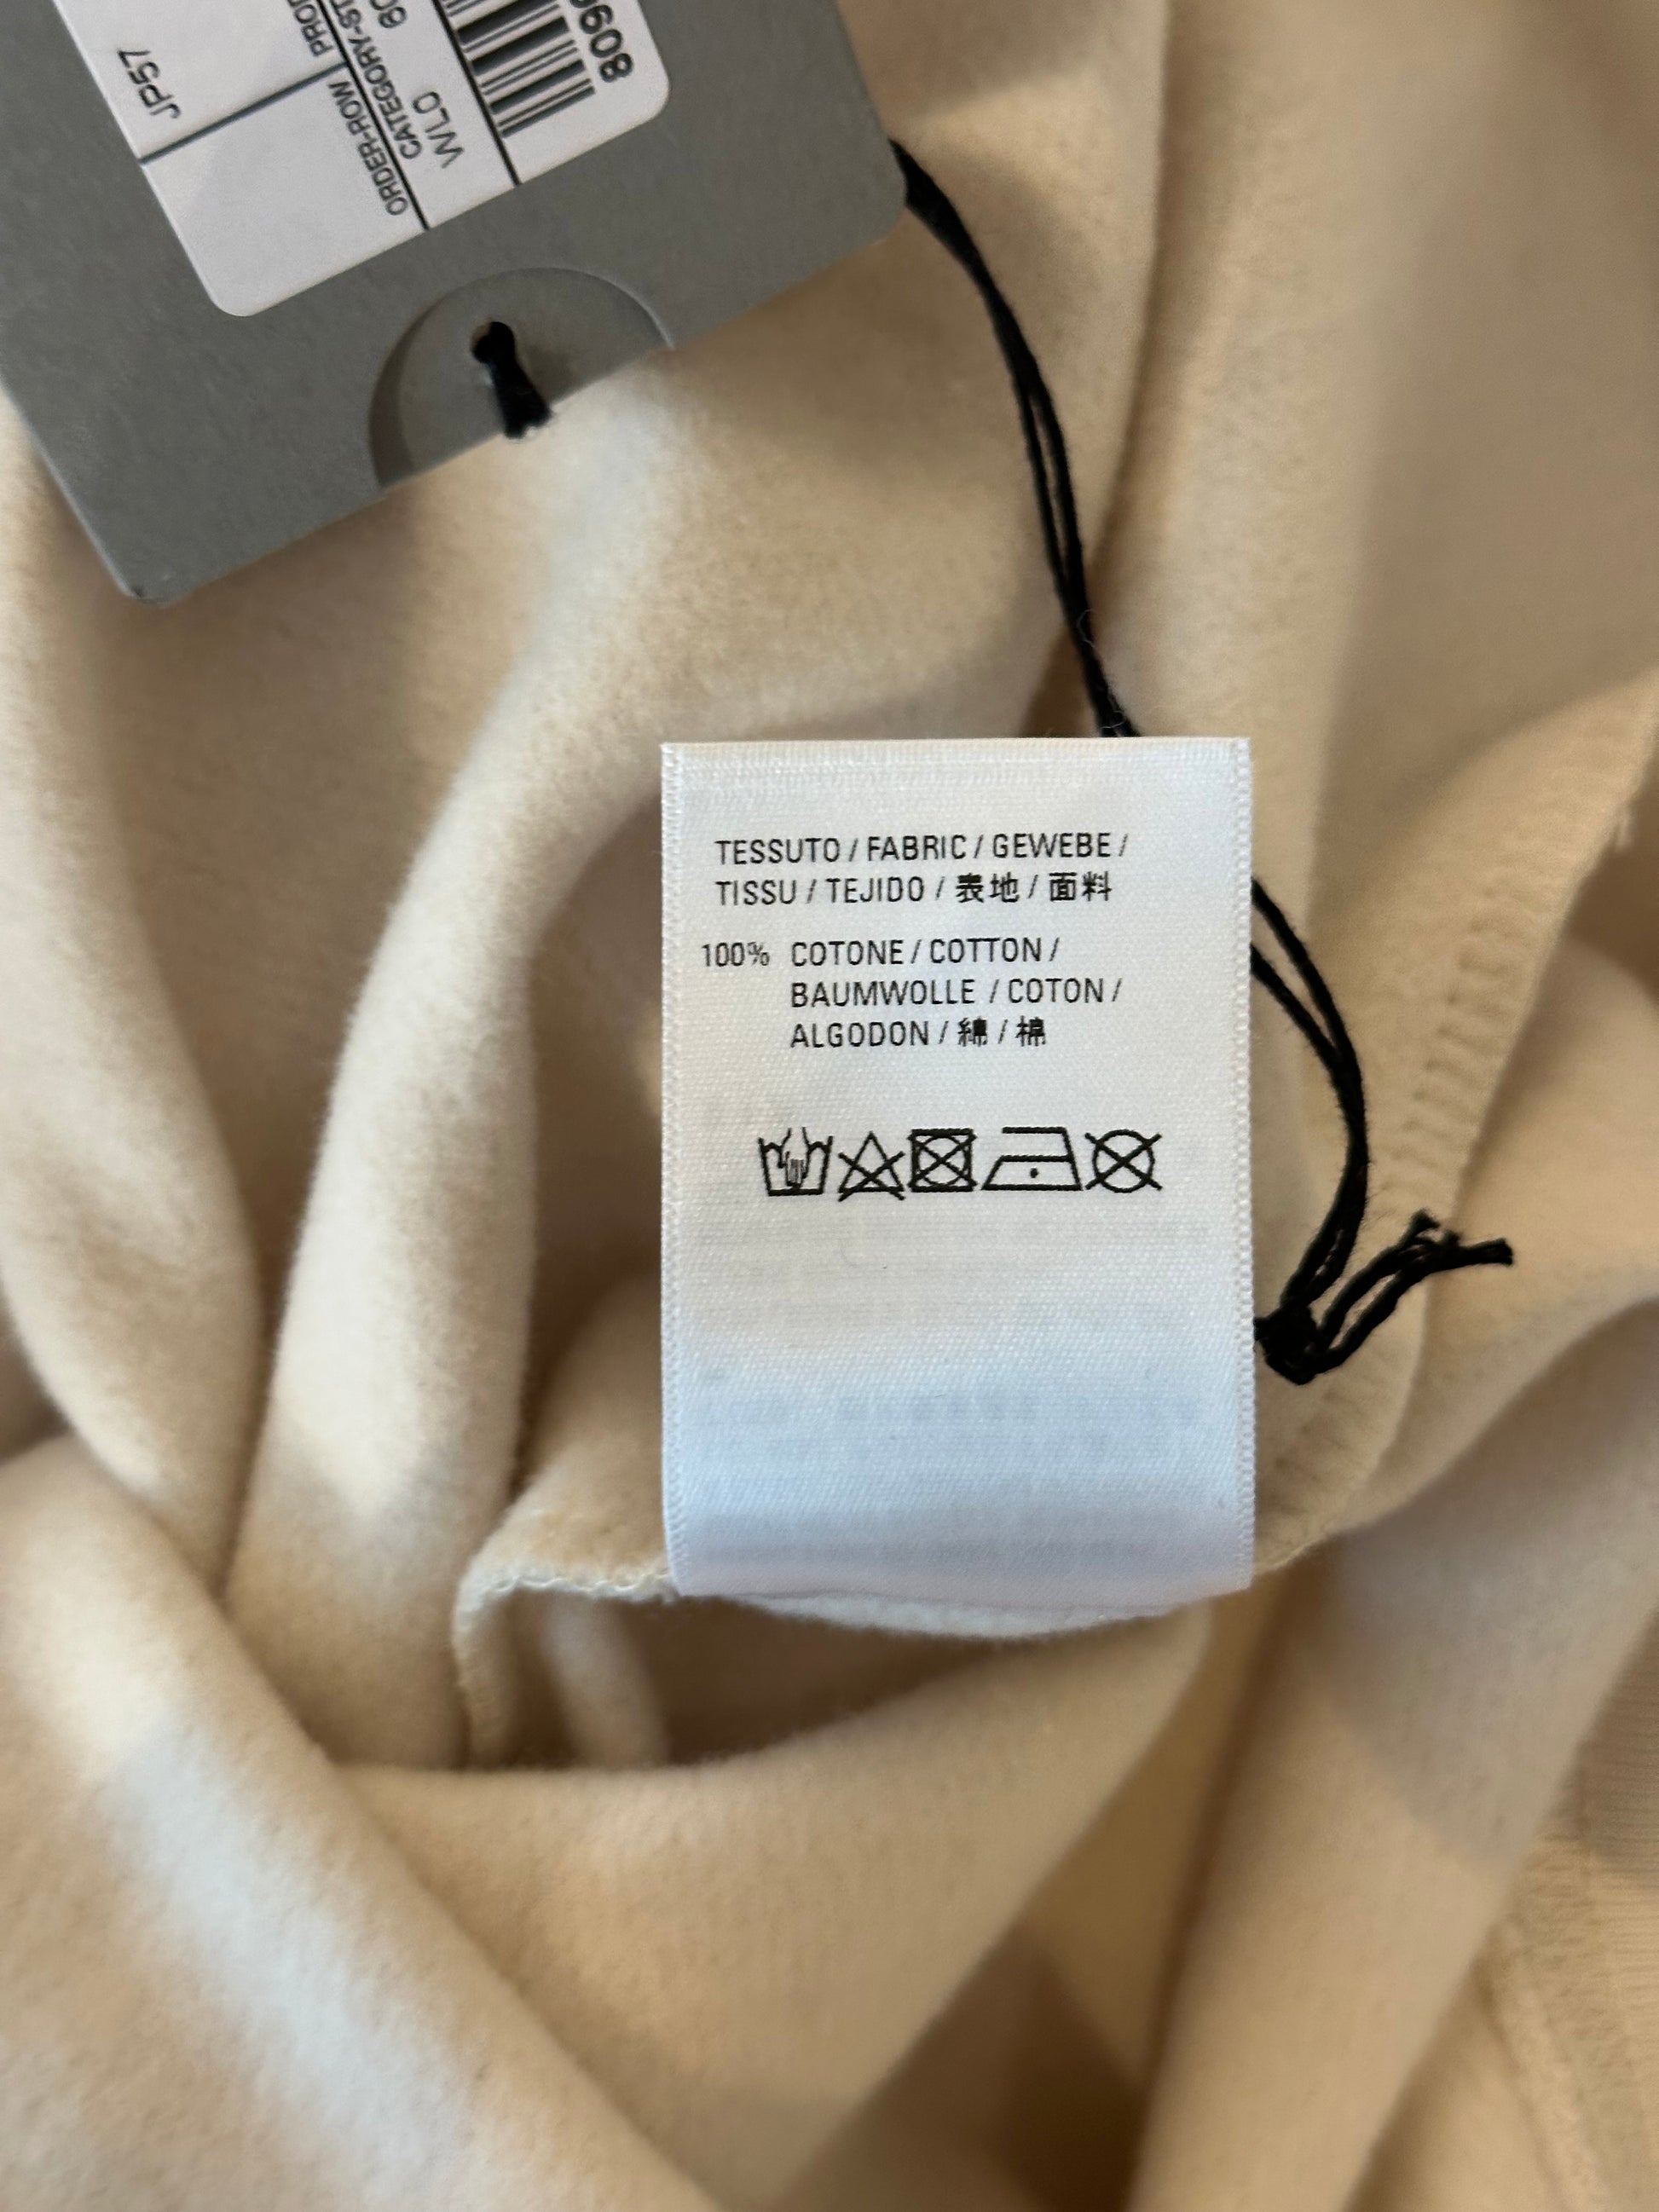 JP57
ORDER-ROW
CATEGORY-ST
WLO
TESSUTO / FABRIC / GEWEBE /
TISSU / TEJIDO / 表地 / 面料
100% COTONE / COTTON /
BAUMWOLLE / COTON /
ALGODON / 綿 / 棉